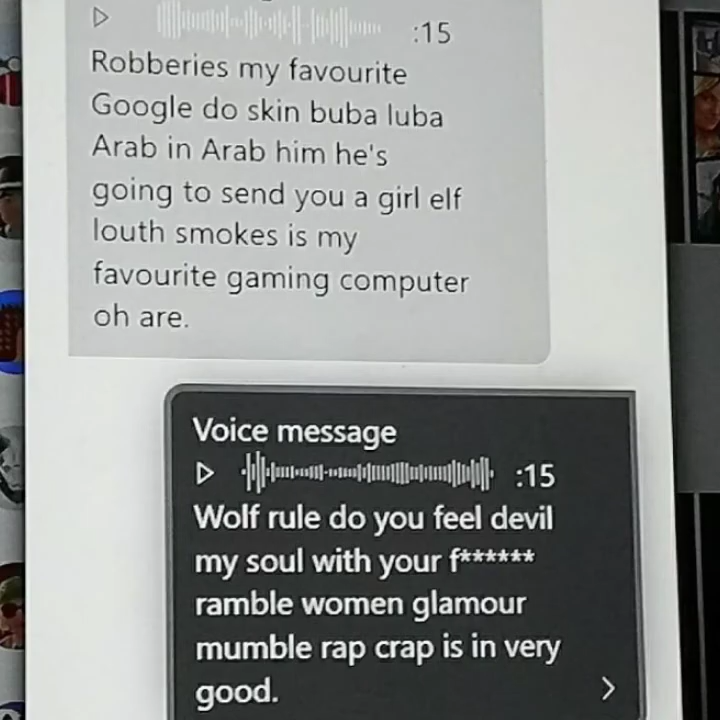 :15
Robberies my favourite
Google do skin buba luba
Arab in Arab him he's
going to send you a girl elf
louth smokes is my
favourite gaming computer
oh are.
Voice message
:15
Wolf rule do you feel devil
my soul with your f******
ramble women glamour
mumble rap crap is in very
good.